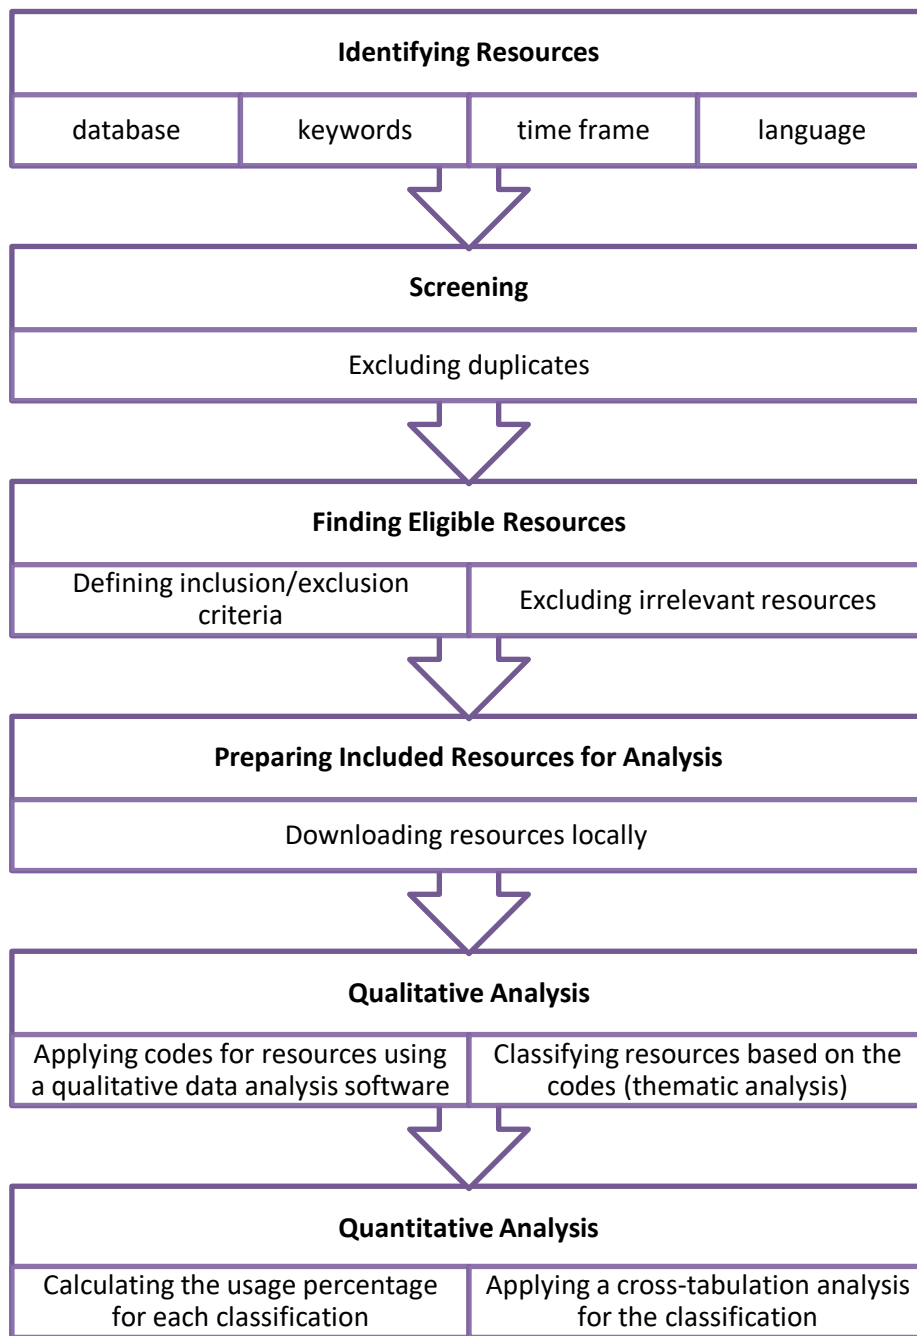 Identifying Resources
database
keywords
time frame
language
Screening
Excluding duplicates
Finding Eligible Resources
Defining inclusion/exclusion
criteria
Excluding irrelevant resources
Preparing Included Resources for Analysis
Downloading resources locally
Qualitative Analysis
Applying codes for resources using
a qualitative data analysis software
Classifying resources based on the
codes (thematic analysis)
Quantitative Analysis
Calculating the usage percentage
for each classification
Applying a cross-tabulation analysis
for the classification